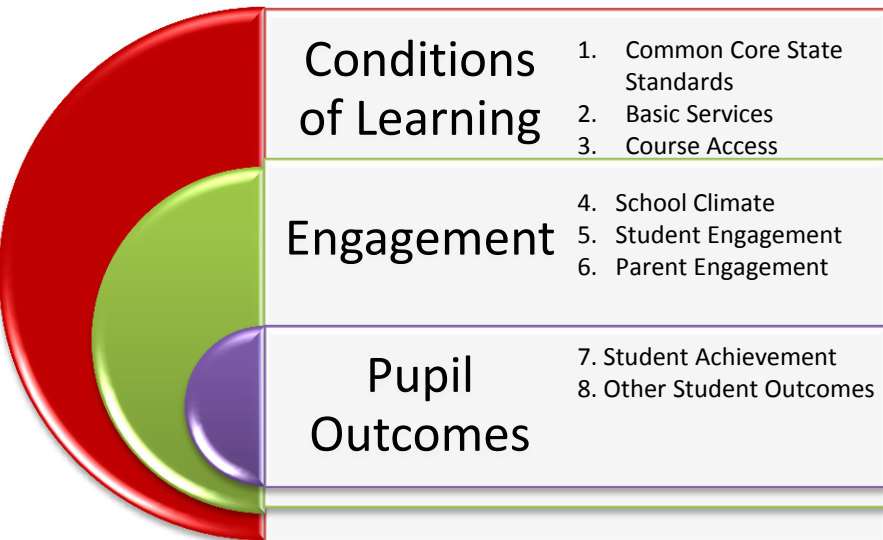 Conditions
of Learning
1. Common Core State
Standards
2. Basic Services
3. Course Access
Engagement
4. School Climate
5. Student Engagement
6. Parent Engagement
Pupil
Outcomes
7. Student Achievement
8. Other Student Outcomes